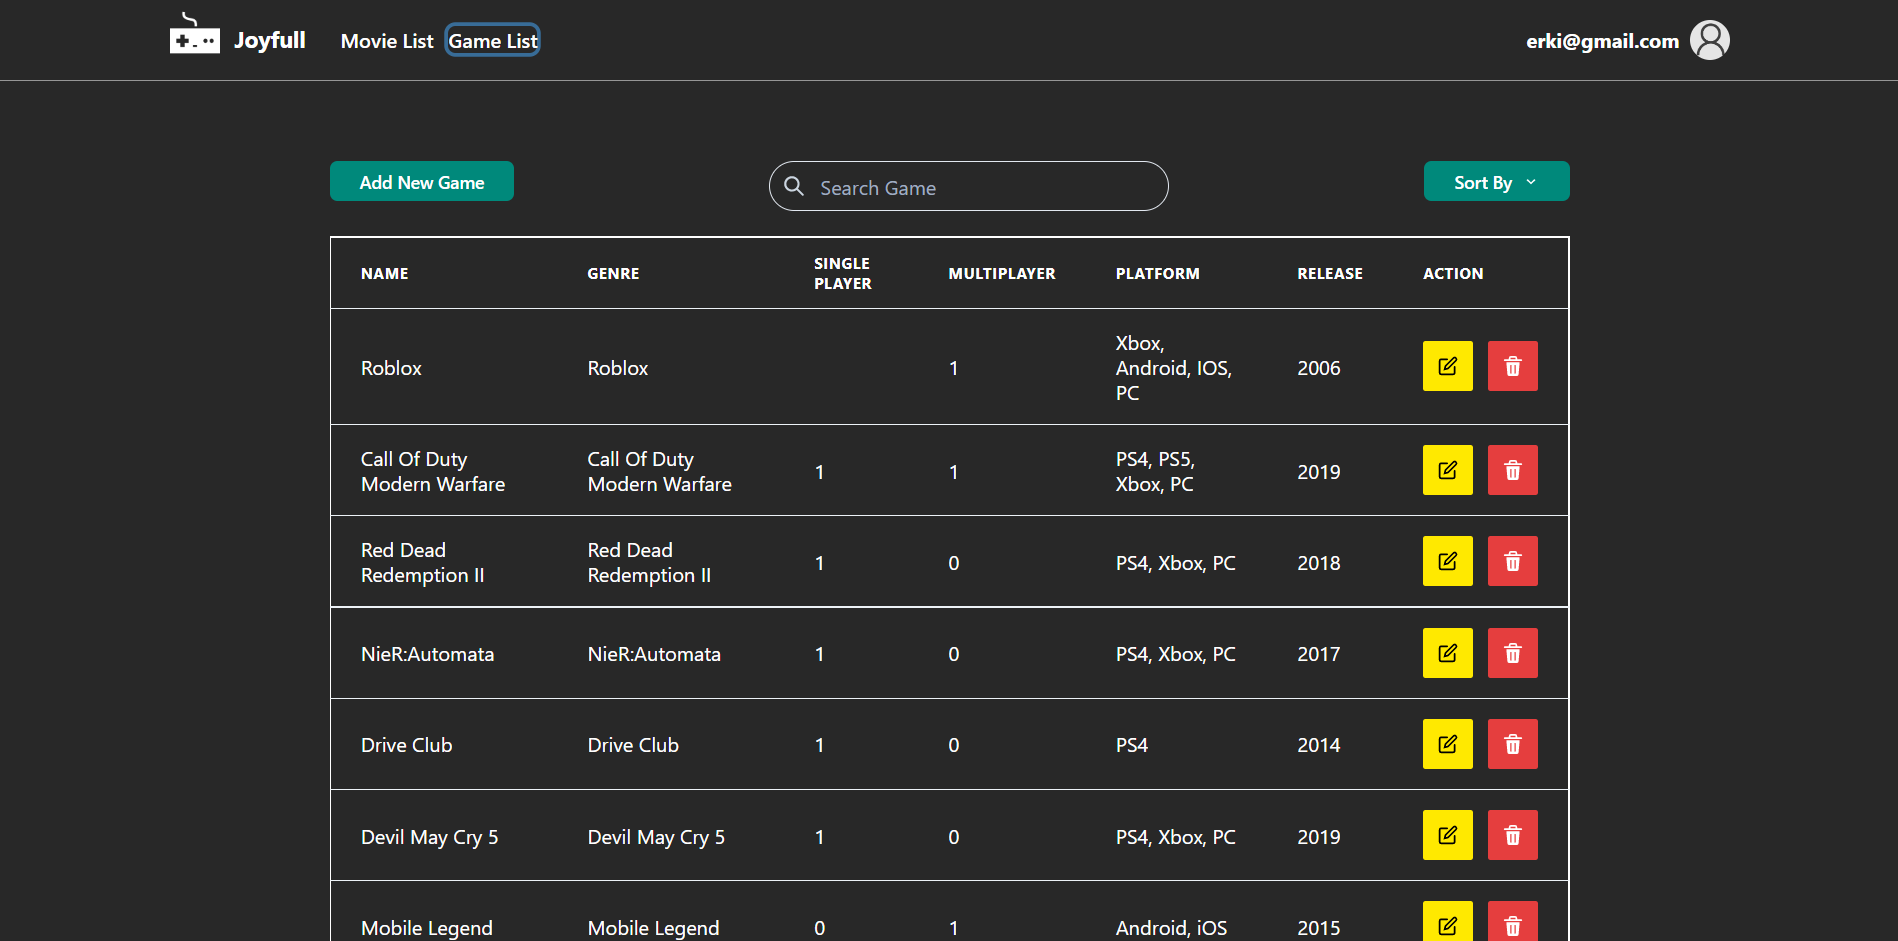 Joyfull Movie List Game List erki@gmail.com
Add New Game Search Game Sort By
NAME GENRE SINGLE PLAYER MULTIPLAYER PLATFORM RELEASE ACTION
Roblox Roblox 1 Xbox, Android, IOS, PC 2006
Call Of Duty Modern Warfare Call Of Duty Modern Warfare 1 1 PS4, PS5, Xbox, PC 2019
Red Dead Redemption II Red Dead Redemption II 1 0 PS4, Xbox, PC 2018
NieR:Automata NieR:Automata 1 0 PS4, Xbox, PC 2017
Drive Club Drive Club 1 0 PS4 2014
Devil May Cry 5 Devil May Cry 5 1 0 PS4, Xbox, PC 2019
Mobile Legend Mobile Legend 0 1 Android, iOS 2015